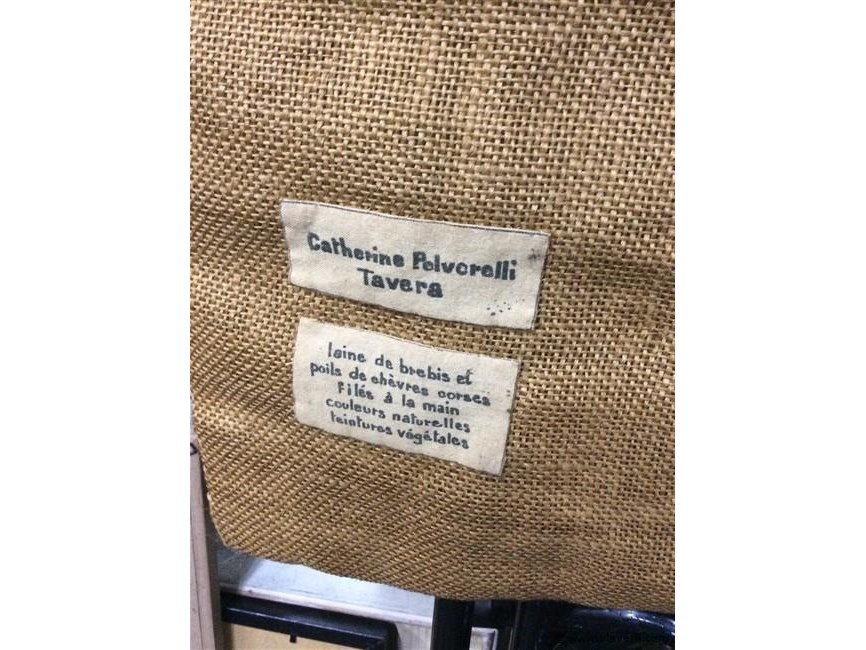 Catherine Polverelli
Tavera
laine de brebis et
poils de chèvres corses
filés à la main
couleurs naturelles
teintures végétales